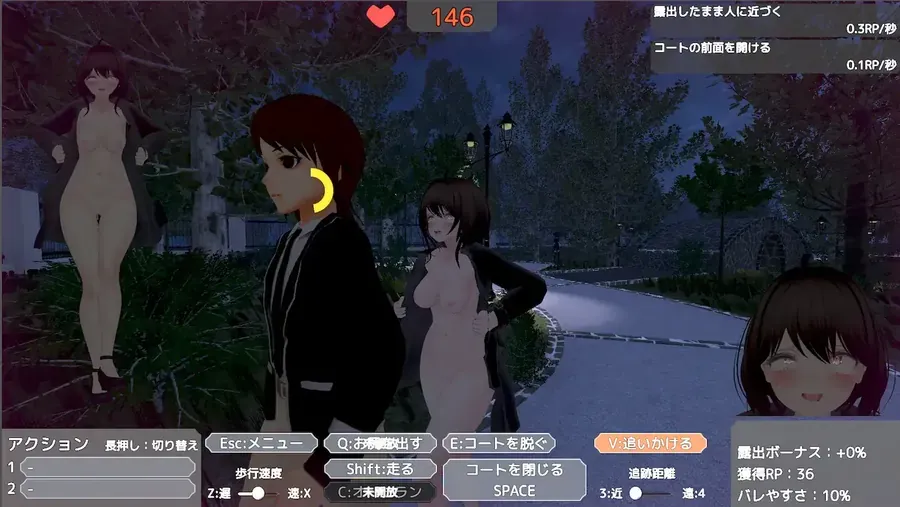 146
露出したまま人に近づく
0.3RP/秒
コートの前面を開ける
0.1RP/秒
アクション 長押し:切り替え
1 -
2 -
Esc:メニュー
E:コートを脱ぐ
V:追いかける
歩行速度
Z:遅 速:X
Shift:走る
未開放
コートを閉じる
SPACE
追跡距離
3:近 遠:4
露出ボーナス:+0%
獲得RP:36
バレやすさ:10%